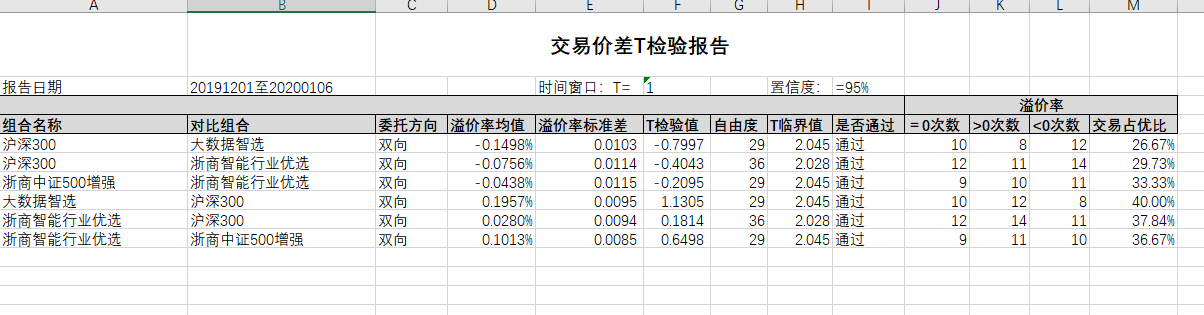 A B C D E F G H I J K L M
交易价差T检验报告
报告日期 20191201至20200106 时间窗口：T= 1 置信度： =95%
溢价率
组合名称 对比组合 委托方向 溢价率均值 溢价率标准差 T检验值 自由度 T临界值 是否通过 ＝0次数 >0次数 <0次数 交易占优比
沪深300 大数据智选 双向 -0.1498% 0.0103 -0.7997 29 2.045 通过 10 8 12 26.67%
沪深300 浙商智能行业优选 双向 -0.0756% 0.0114 -0.4043 36 2.028 通过 12 11 14 29.73%
浙商中证500增强 浙商智能行业优选 双向 -0.0438% 0.0115 -0.2095 29 2.045 通过 9 10 11 33.33%
大数据智选 沪深300 双向 0.1957% 0.0095 1.1305 29 2.045 通过 10 12 8 40.00%
浙商智能行业优选 沪深300 双向 0.0280% 0.0094 0.1814 36 2.028 通过 12 14 11 37.84%
浙商智能行业优选 浙商中证500增强 双向 0.1013% 0.0085 0.6498 29 2.045 通过 9 11 10 36.67%